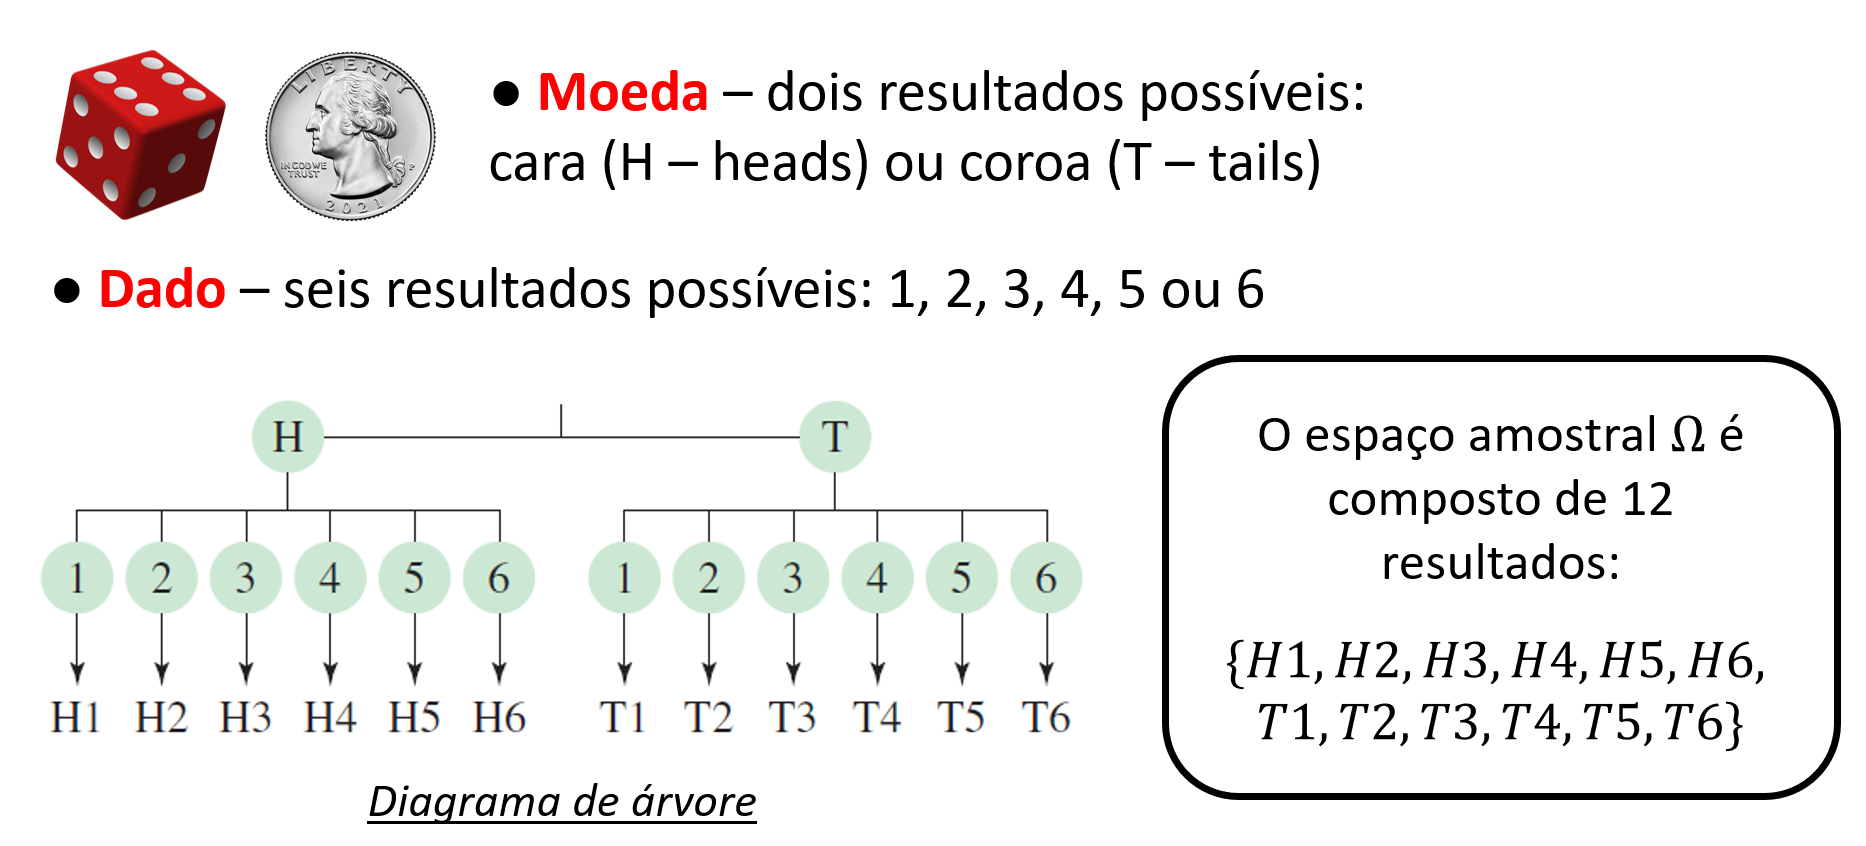 LIBERTY
IN GOD WE
TRUST
P
2021
● Moeda – dois resultados possíveis:
cara (H – heads) ou coroa (T – tails)
● Dado – seis resultados possíveis: 1, 2, 3, 4, 5 ou 6
H T
1 2 3 4 5 6 1 2 3 4 5 6
H1 H2 H3 H4 H5 H6 T1 T2 T3 T4 T5 T6
Diagrama de árvore
O espaço amostral Ω é
composto de 12
resultados:
{H1, H2, H3, H4, H5, H6,
T1, T2, T3, T4, T5, T6}